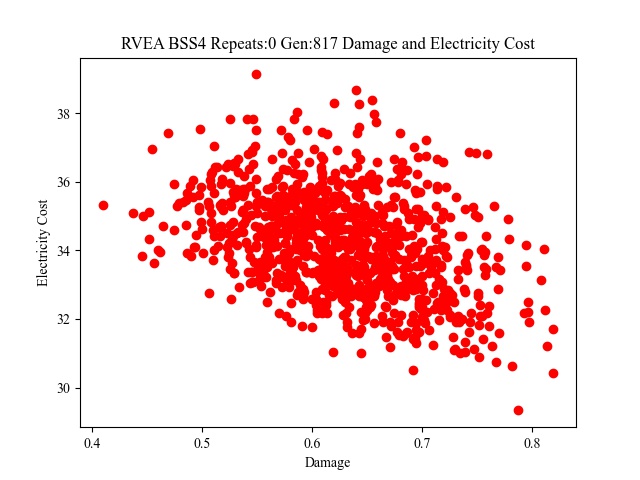 RVEA BSS4 Repeats:0 Gen:817 Damage and Electricity Cost
38
36
34
32
30
Electricity Cost
0.4 0.5 0.6 0.7 0.8
Damage